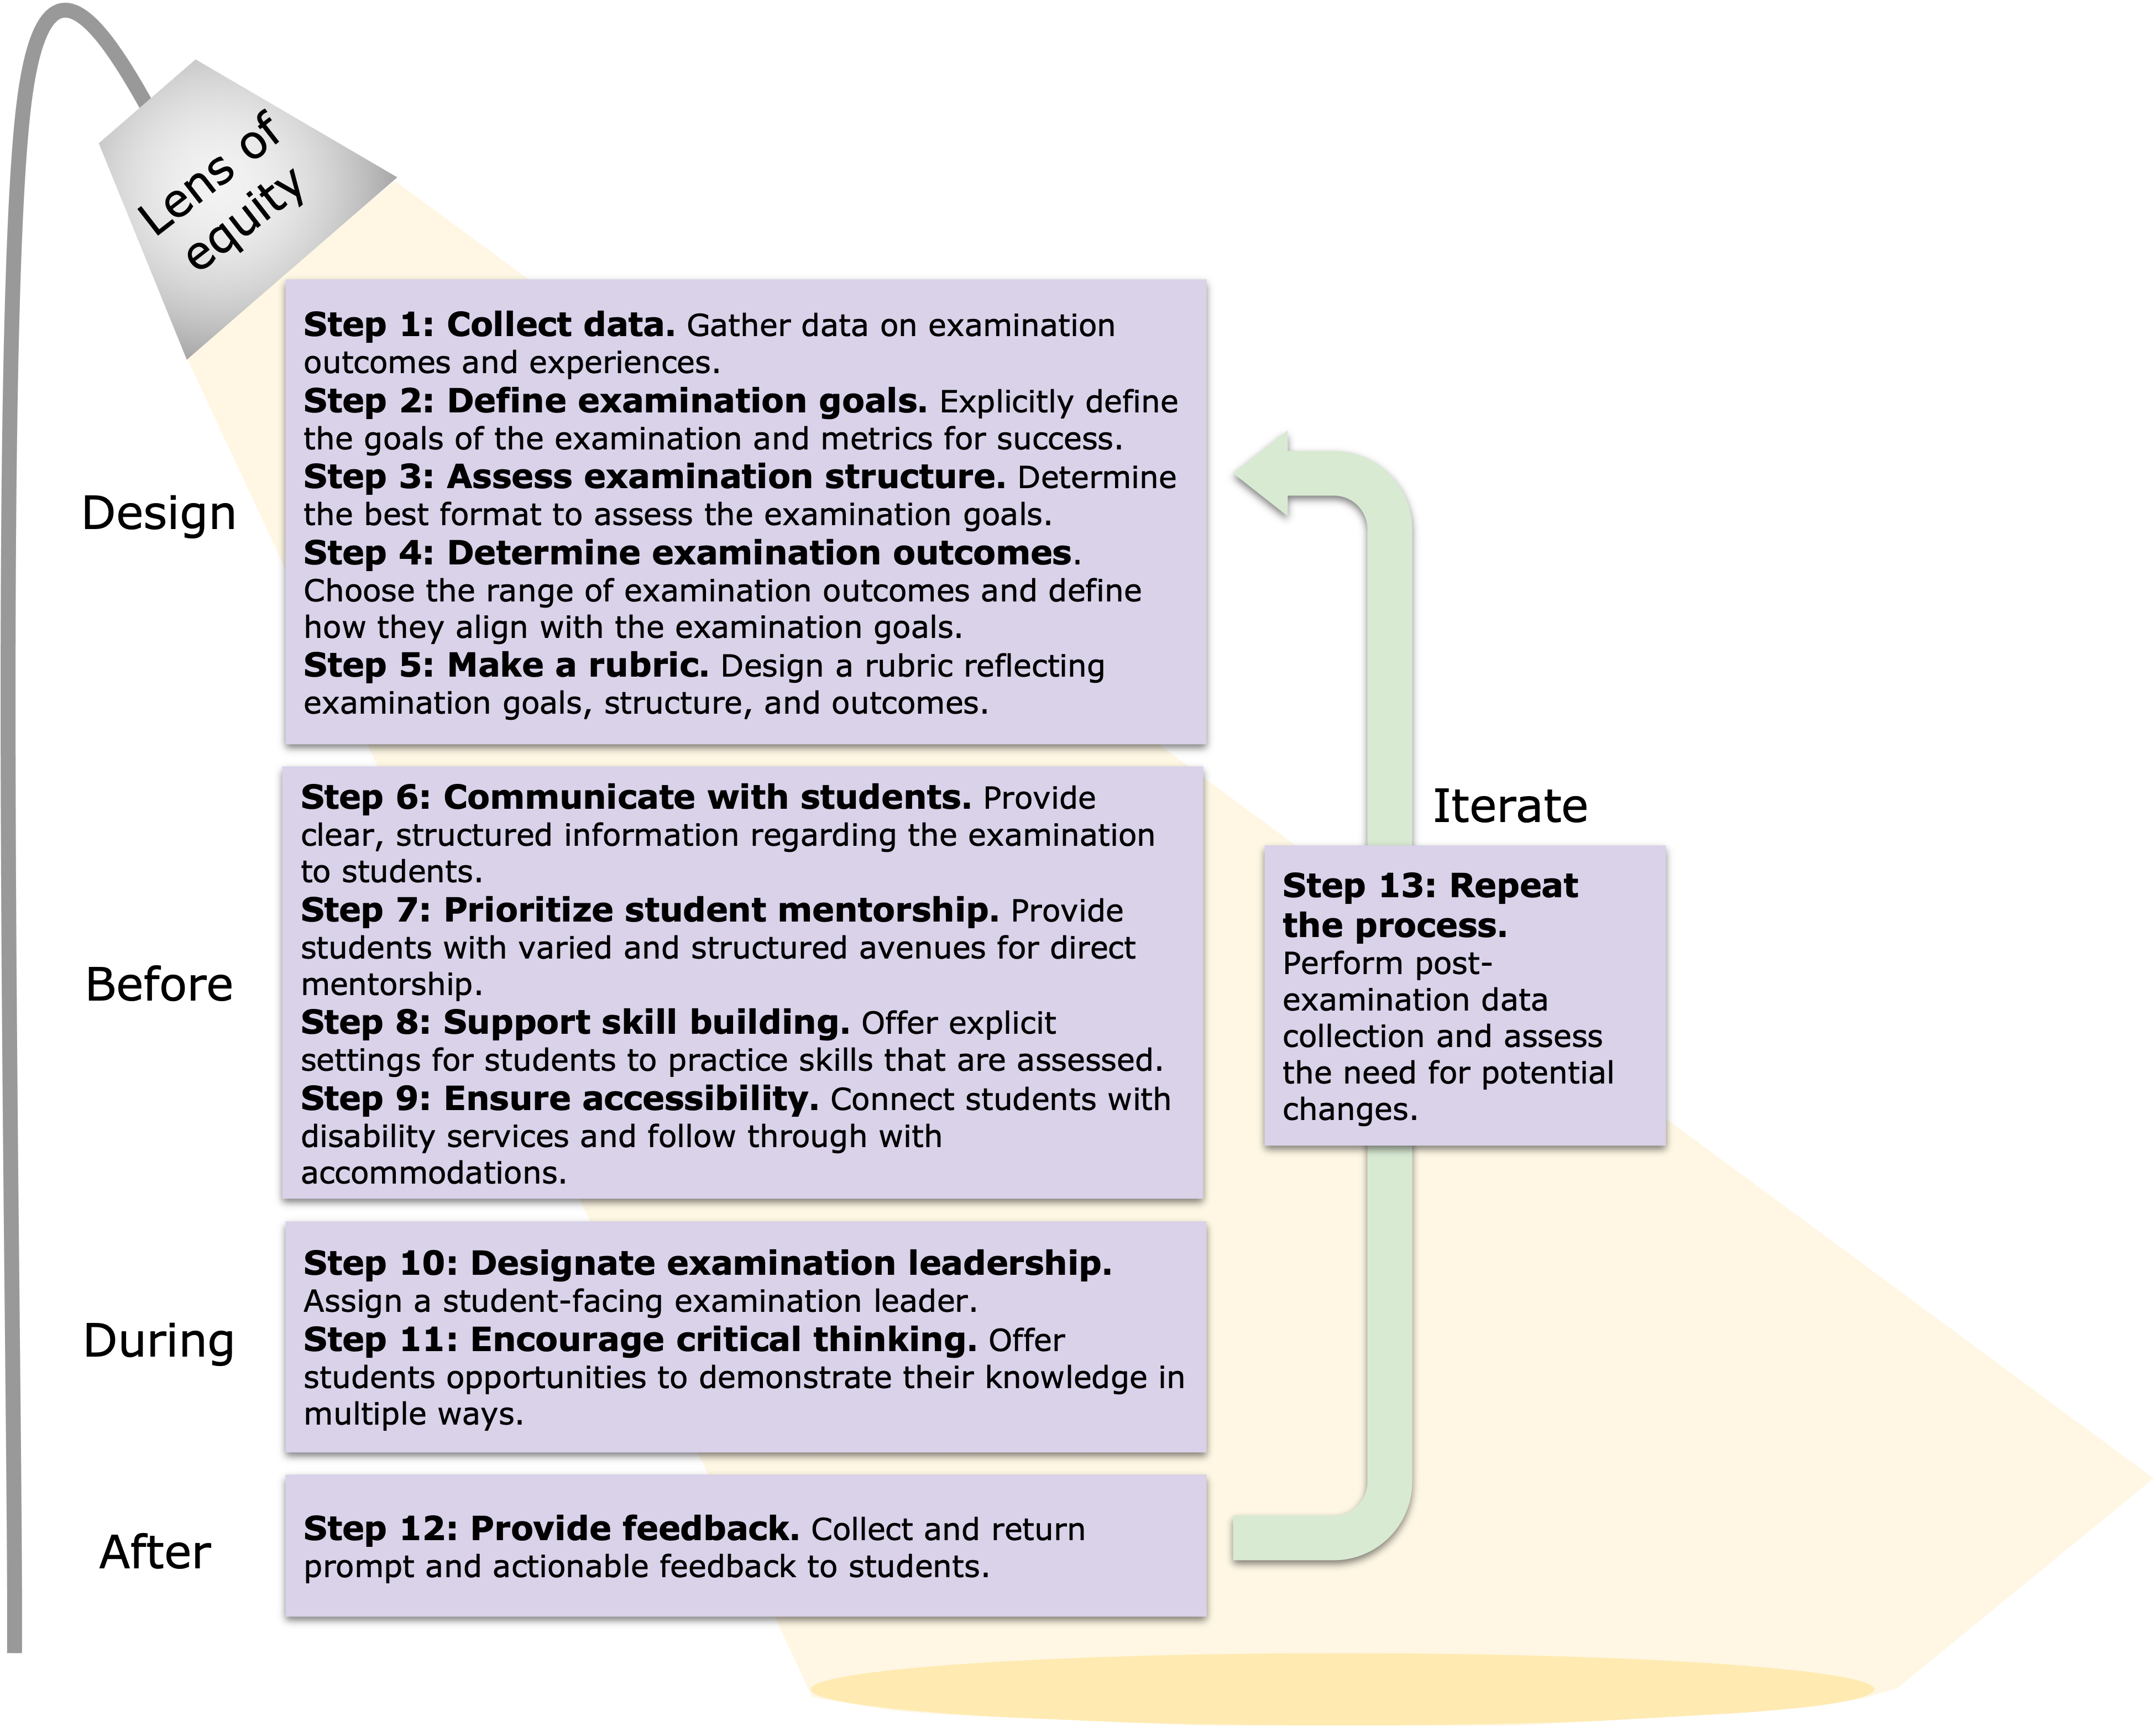 Lens of
equity
Design
Step 1: Collect data. Gather data on examination
outcomes and experiences.
Step 2: Define examination goals. Explicitly define
the goals of the examination and metrics for success.
Step 3: Assess examination structure. Determine
the best format to assess the examination goals.
Step 4: Determine examination outcomes.
Choose the range of examination outcomes and define
how they align with the examination goals.
Step 5: Make a rubric. Design a rubric reflecting
examination goals, structure, and outcomes.
Before
Step 6: Communicate with students. Provide
clear, structured information regarding the examination
to students.
Step 7: Prioritize student mentorship. Provide
students with varied and structured avenues for direct
mentorship.
Step 8: Support skill building. Offer explicit
settings for students to practice skills that are assessed.
Step 9: Ensure accessibility. Connect students with
disability services and follow through with
accommodations.
During
Step 10: Designate examination leadership.
Assign a student-facing examination leader.
Step 11: Encourage critical thinking. Offer
students opportunities to demonstrate their knowledge in
multiple ways.
After
Step 12: Provide feedback. Collect and return
prompt and actionable feedback to students.
Iterate
Step 13: Repeat
the process.
Perform post-
examination data
collection and assess
the need for potential
changes.